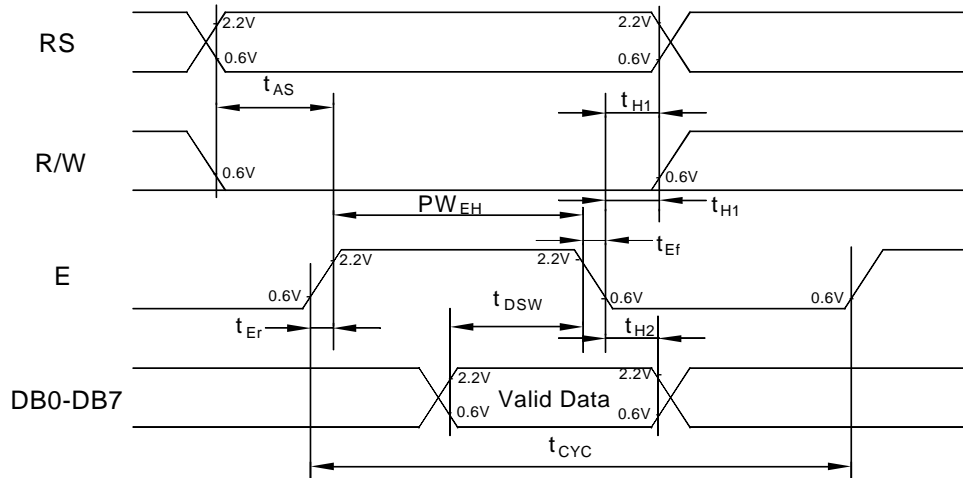 RS
2.2V
2.2V
0.6V
0.6V
tAS
tH1
R/W
0.6V
0.6V
PWEH
tH1
tEf
E
2.2V
2.2V
0.6V
0.6V
0.6V
tEr
tDSW
tH2
DB0-DB7
2.2V
Valid Data
2.2V
0.6V
0.6V
tCYC